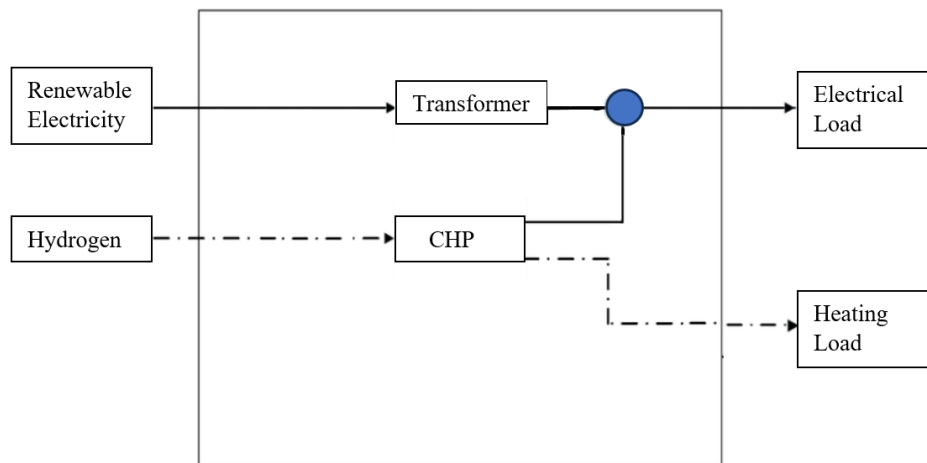 Renewable
Electricity
Transformer
Electrical
Load
Hydrogen
CHP
Heating
Load